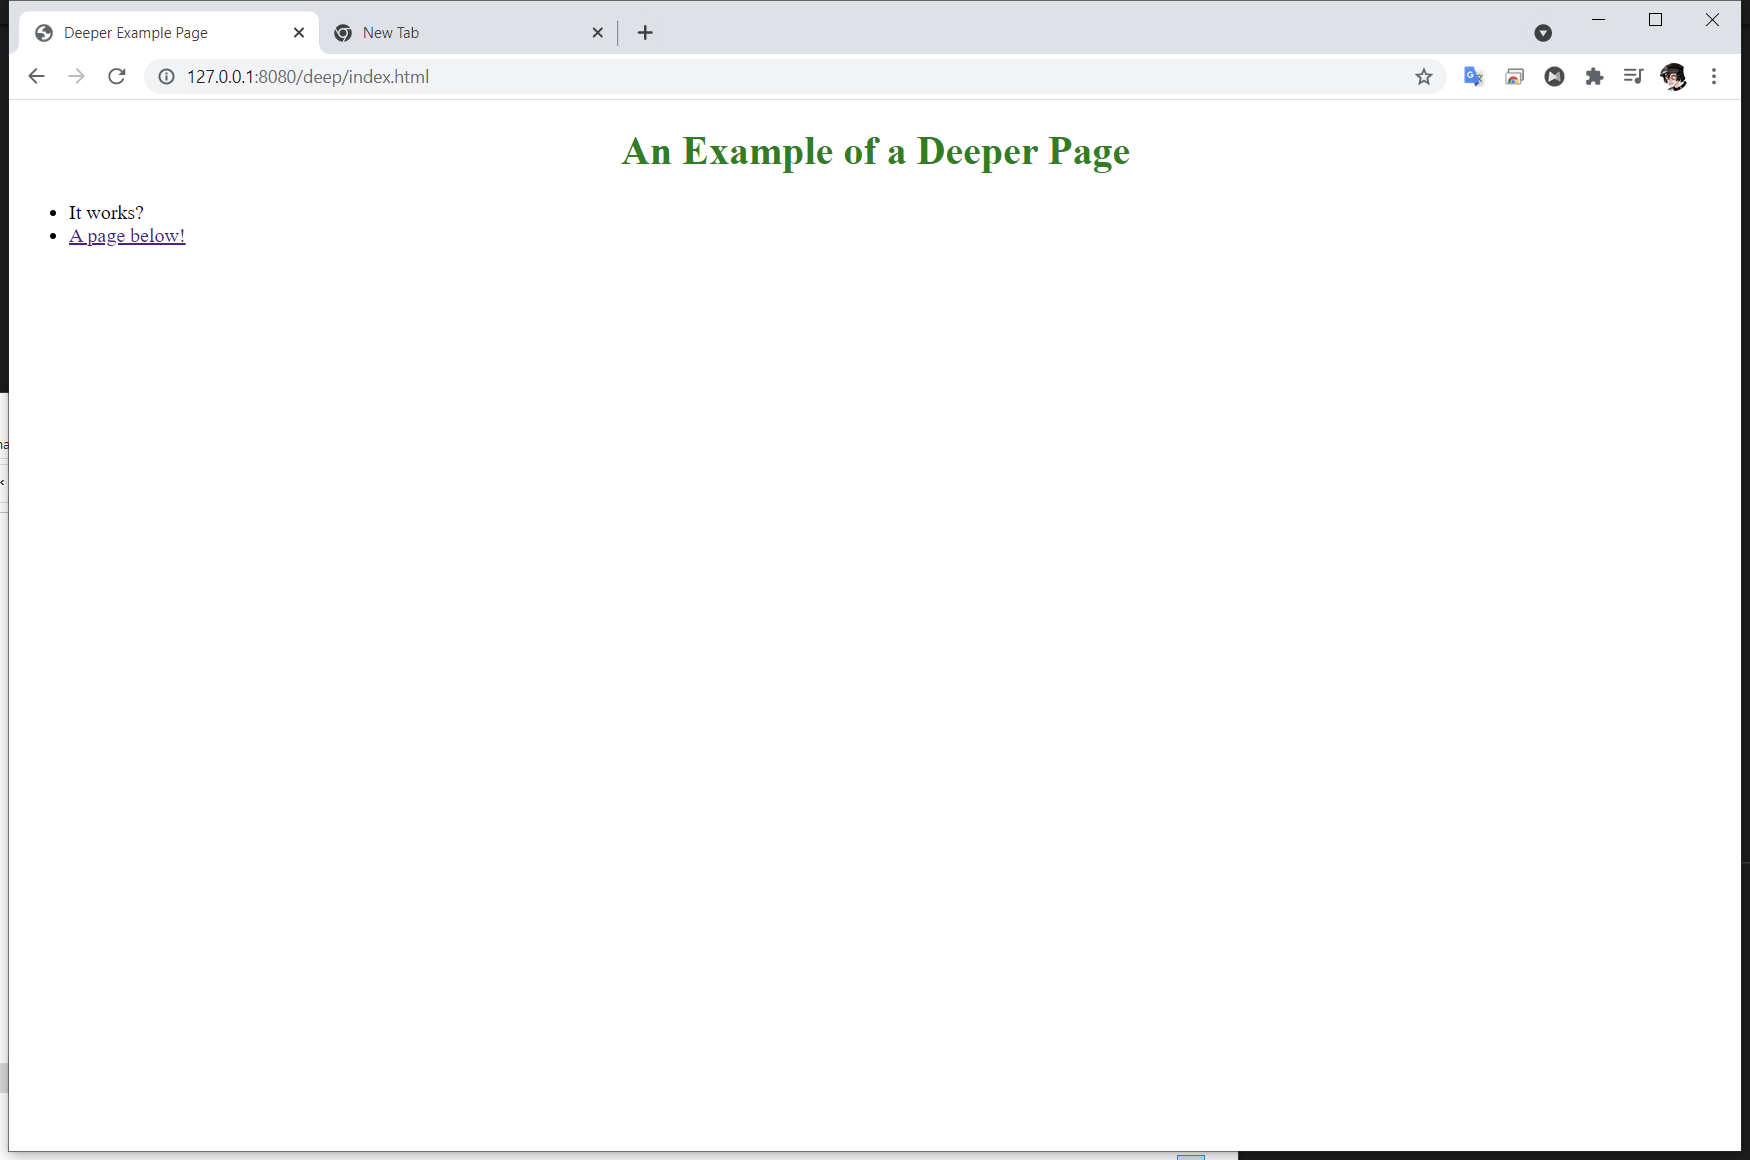 Deeper Example Page
New Tab
127.0.0.1:8080/deep/index.html
An Example of a Deeper Page
It works?
A page below!